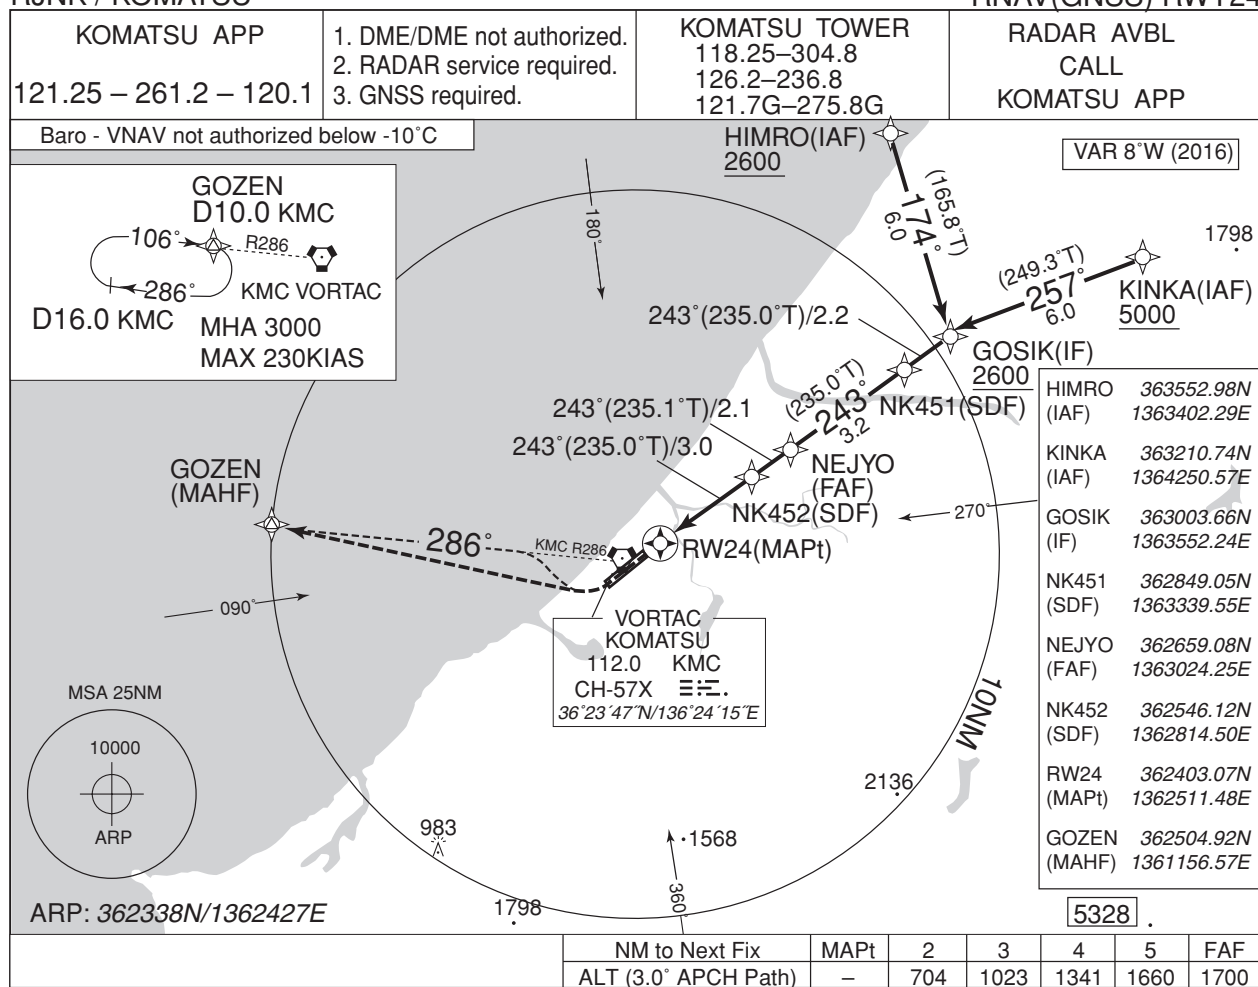 RJNK / KOMATSU
RNAV(GNSS) RWY24
KOMATSU APP
121.25 – 261.2 – 120.1
1. DME/DME not authorized.
2. RADAR service required.
3. GNSS required.
KOMATSU TOWER
118.25–304.8
126.2–236.8
121.7G–275.8G
RADAR AVBL
CALL
KOMATSU APP
Baro - VNAV not authorized below -10˚C
VAR 8˚W (2016)
GOZEN
D10.0 KMC
106˚
R286
286˚
KMC VORTAC
D16.0 KMC
MHA 3000
MAX 230KIAS
180˚
HIMRO(IAF)
2600
(165.8˚T)
174˚
6.0
1798
(249.3˚T)
257˚
6.0
KINKA(IAF)
5000
243˚(235.0˚T)/2.2
GOSIK(IF)
2600
NK451(SDF)
(235.0˚T)
243˚
3.2
243˚(235.1˚T)/2.1
243˚(235.0˚T)/3.0
NEJYO
(FAF)
NK452(SDF)
270˚
GOZEN
(MAHF)
286˚
KMC R286
RW24(MAPt)
090˚
VORTAC
KOMATSU
112.0 KMC
CH-57X
36˚23´47˝N/136˚24´15˝E
10NM
MSA 25NM
10000
ARP
983
2136
1568
360˚
1798
5328
ARP: 362338N/1362427E
HIMRO 363552.98N
(IAF) 1363402.29E
KINKA 363210.74N
(IAF) 1364250.57E
GOSIK 363003.66N
(IF) 1363552.24E
NK451 362849.05N
(SDF) 1363339.55E
NEJYO 362659.08N
(FAF) 1363024.25E
NK452 362546.12N
(SDF) 1362814.50E
RW24 362403.07N
(MAPt) 1362511.48E
GOZEN 362504.92N
(MAHF) 1361156.57E
NM to Next Fix MAPt 2 3 4 5 FAF
ALT (3.0˚ APCH Path) – 704 1023 1341 1660 1700